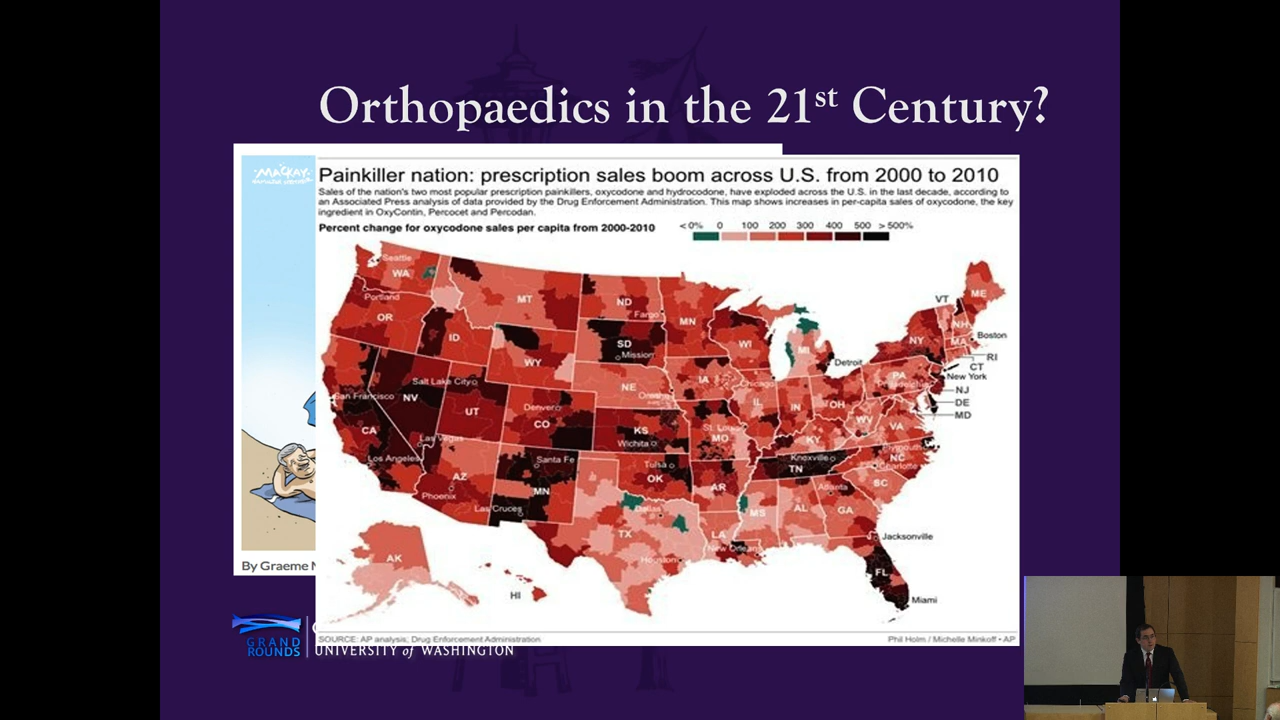 Orthopaedics in the 21st Century?
MACKAY
Painkiller nation: prescription sales boom across U.S. from 2000 to 2010
Sales of the nation's two most popular prescription painkillers, oxycodone and hydrocodone, have exploded across the U.S. in the last decade, according to
an Associated Press analysis of data provided by the Drug Enforcement Administration. This map shows increases in per-capita sales of oxycodone, the key
ingredient in OxyContin, Percocet and Percodan.
Percent change for oxycodone sales per capita from 2000-2010
< 0% 0 100 200 300 400 500 > 500%
Seattle
WA
Portland
OR
MT
ID
ND
Fargo
MN
SD
Mission
WY
WI
MI
Detroit
VT
ME
NH
Boston
MA
NY
RI
CT
New York
NJ
DE
MD
PA
Philadelphia
Salt Lake City
San Francisco
NV
UT
Denver
CO
NE
Omaha
IA
Chicago
IL
IN
OH
WV
VA
CA
Las Vegas
KS
Wichita
St. Louis
MO
KY
Los Angeles
AZ
Phoenix
Santa Fe
MN
Las Cruces
Tulsa
OK
AR
Knoxville
TN
NC
Charlotte
SC
Atlanta
GA
AL
MS
Dallas
TX
LA
New Orleans
Houston
Jacksonville
FL
Miami
AK
HI
By Graeme
SOURCE: AP analysis; Drug Enforcement Administration
Phil Holm / Michelle Minkoff • AP
GRAND
ROUNDS
UNIVERSITY of WASHINGTON